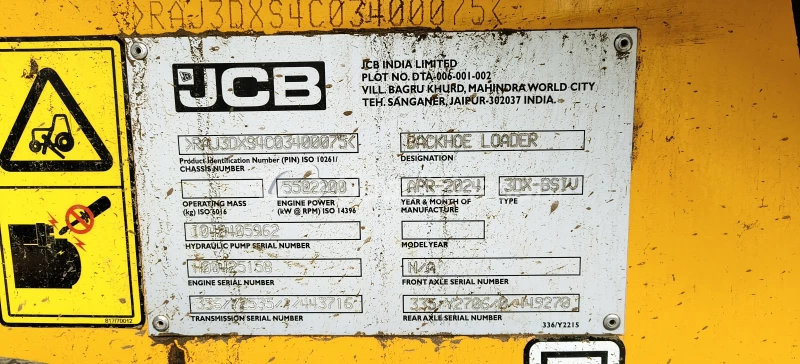 >RAJ3DXS4C03400075<
JCB
JCB INDIA LIMITED
PLOT NO. DTA-006-001-002
VILL. BAGRU KHURD, MAHINDRA WORLD CITY
TEH. SANGANER, JAIPUR-302037 INDIA.
>RAJ3DXS4C03400075<
BACKHOE LOADER
Product Identification Number (PIN) ISO 10261/
CHASSIS NUMBER
DESIGNATION
APR 2024
3DX-BSIV
OPERATING MASS
(kg) ISO 6016
ENGINE POWER
(kW @ RPM) ISO 14396
YEAR & MONTH OF
MANUFACTURE
TYPE
HYDRAULIC PUMP SERIAL NUMBER
MODEL YEAR
N/A
ENGINE SERIAL NUMBER
FRONT AXLE SERIAL NUMBER
TRANSMISSION SERIAL NUMBER
REAR AXLE SERIAL NUMBER
336/Y2215
817/70012